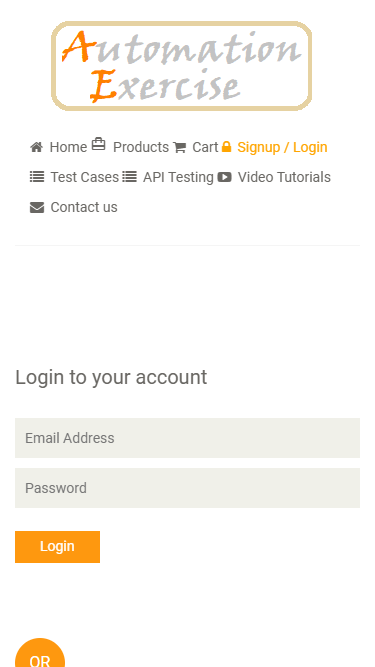 Automation
Exercise
Home Products Cart Signup / Login
Test Cases API Testing Video Tutorials
Contact us
Login to your account
Email Address
Password
Login
OR